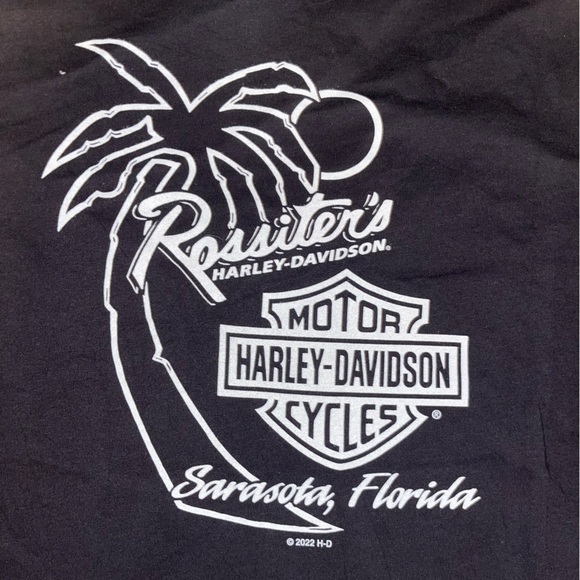 Rossiter's
HARLEY-DAVIDSON®
MOTOR
HARLEY-DAVIDSON
CYCLES
®
Sarasota, Florida
© 2022 H-D